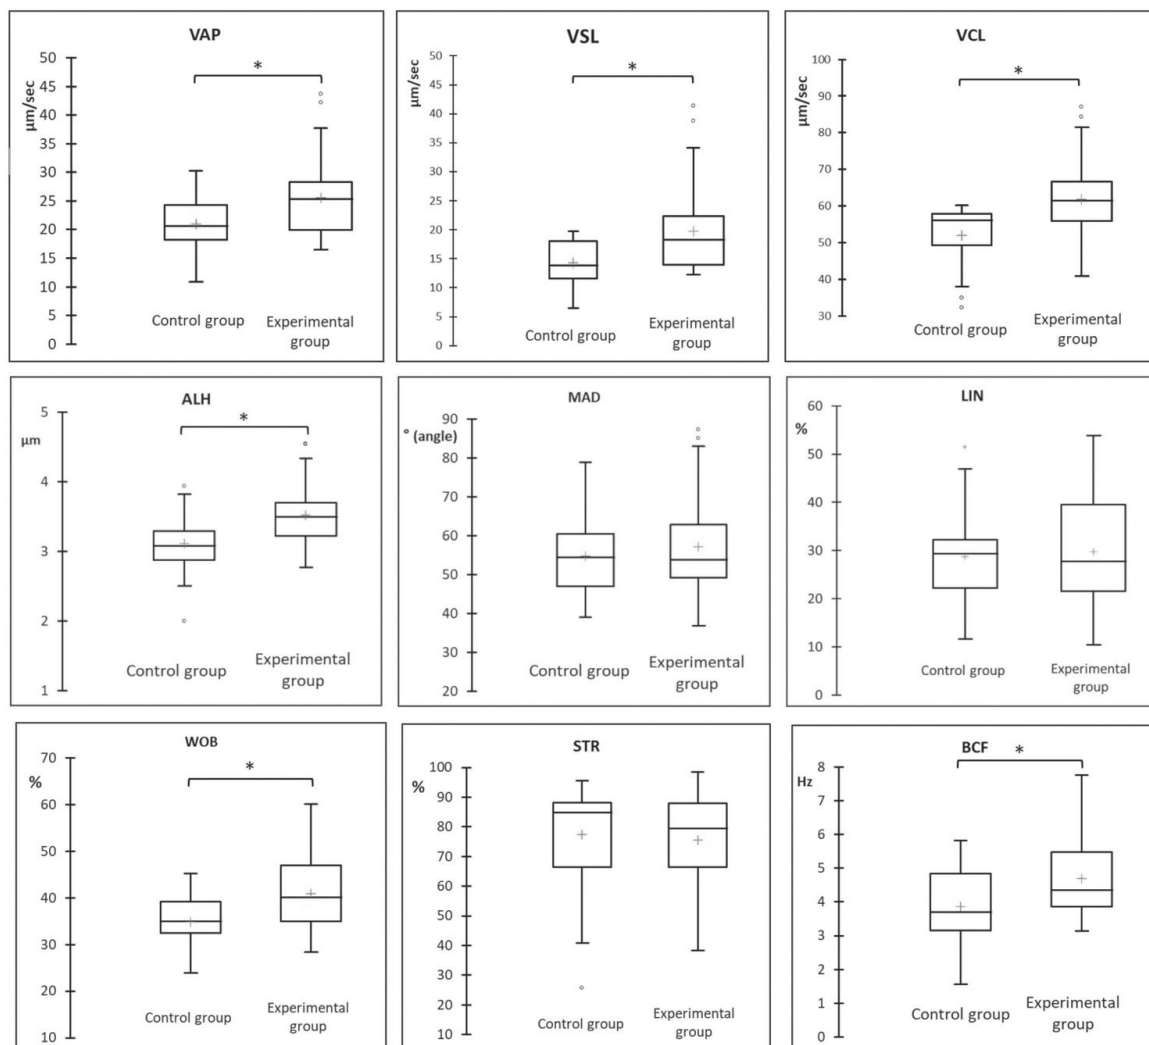 VAP
µm/sec
50
45
40
35
30
25
20
15
10
5
0
*
Control group
Experimental
group
VSL
µm/sec
50
45
40
35
30
25
20
15
10
5
0
*
Control group
Experimental
group
VCL
µm/sec
100
90
80
70
60
50
40
30
*
Control group
Experimental
group
ALH
µm
5
4
3
2
1
*
Control group
Experimental
group
MAD
° (angle)
90
80
70
60
50
40
30
20
Control group
Experimental
group
LIN
%
60
50
40
30
20
10
0
Control group
Experimental
group
WOB
%
70
60
50
40
30
20
10
*
Control group
Experimental
group
STR
%
100
90
80
70
60
50
40
30
20
10
Control group
Experimental
group
BCF
Hz
8
7
6
5
4
3
2
1
0
*
Control group
Experimental
group